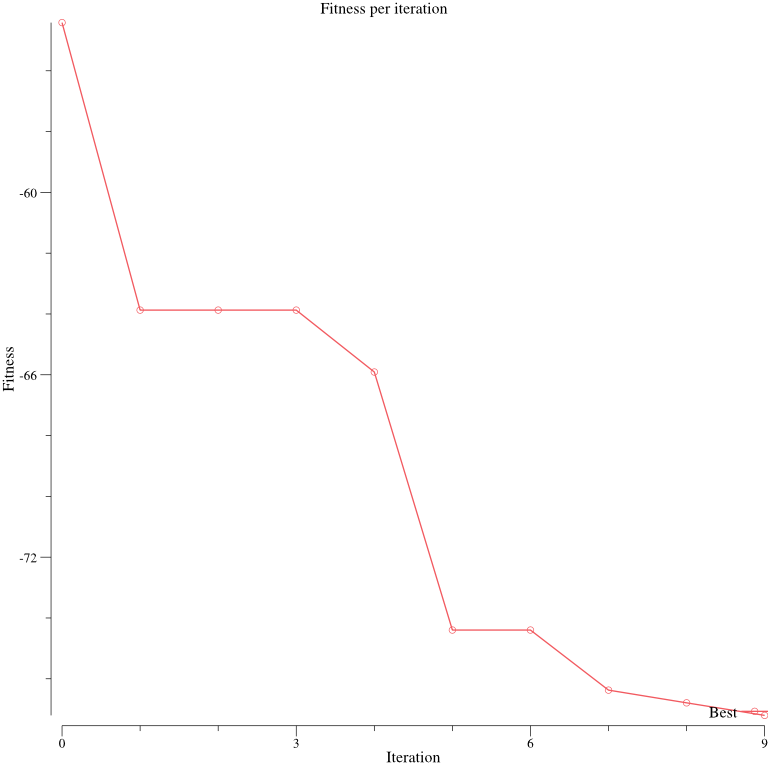 Fitness per iteration
Fitness
-60
-66
-72
Best
0 3 6 9
Iteration